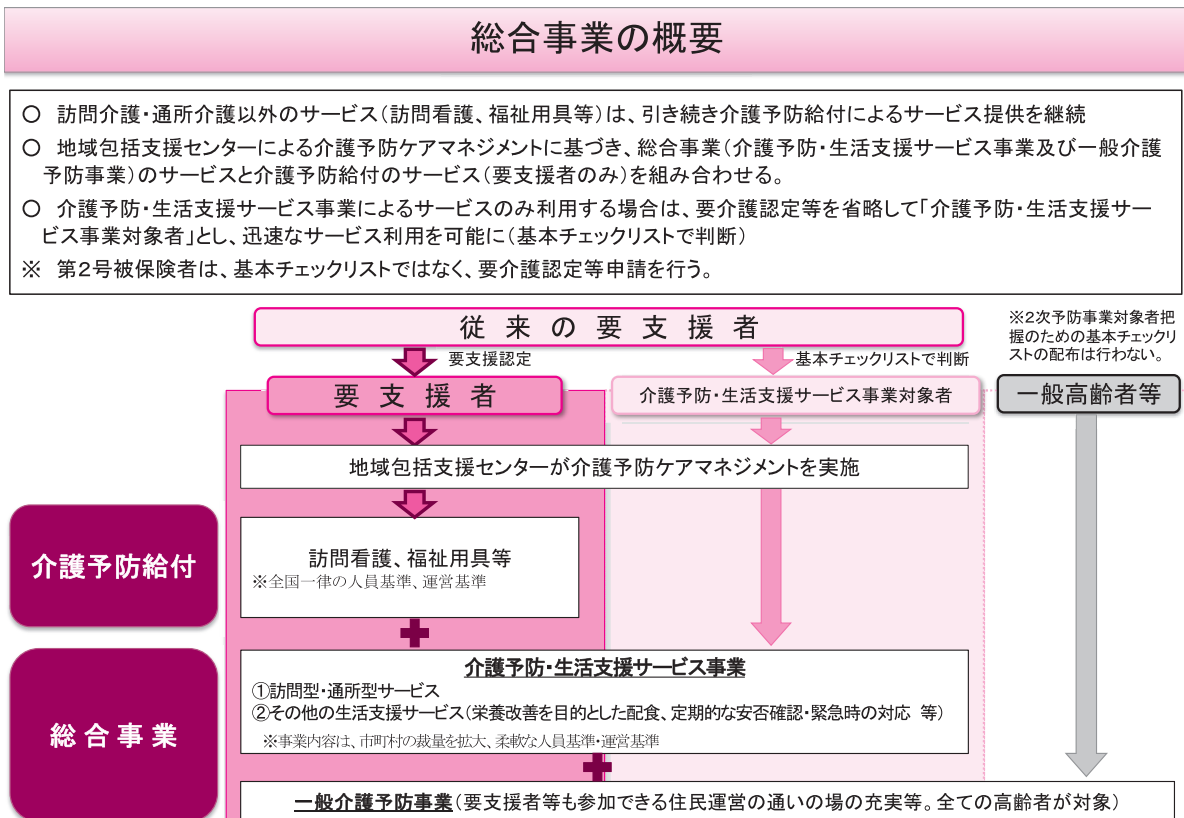 総合事業の概要
○ 訪問介護・通所介護以外のサービス(訪問看護、福祉用具等)は、引き続き介護予防給付によるサービス提供を継続
○ 地域包括支援センターによる介護予防ケアマネジメントに基づき、総合事業(介護予防・生活支援サービス事業及び一般介護
予防事業)のサービスと介護予防給付のサービス(要支援者のみ)を組み合わせる。
○ 介護予防・生活支援サービス事業によるサービスのみ利用する場合は、要介護認定等を省略して「介護予防・生活支援サー
ビス事業対象者」とし、迅速なサービス利用を可能に(基本チェックリストで判断)
※ 第2号被保険者は、基本チェックリストではなく、要介護認定等申請を行う。
従来の要支援者
※2次予防事業対象者把
握のための基本チェックリ
ストの配布は行わない。
要支援認定
基本チェックリストで判断
要支援者
介護予防・生活支援サービス事業対象者
一般高齢者等
地域包括支援センターが介護予防ケアマネジメントを実施
介護予防給付
訪問看護、福祉用具等
※全国一律の人員基準、運営基準
総合事業
介護予防・生活支援サービス事業
①訪問型・通所型サービス
②その他の生活支援サービス(栄養改善を目的とした配食、定期的な安否確認・緊急時の対応 等)
※事業内容は、市町村の裁量を拡大、柔軟な人員基準・運営基準
一般介護予防事業(要支援者等も参加できる住民運営の通いの場の充実等。全ての高齢者が対象)